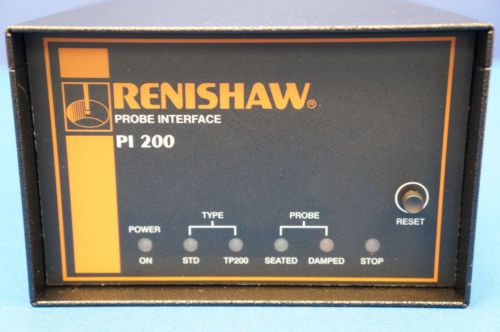 RENISHAW®
PROBE INTERFACE
PI 200
RESET
TYPE PROBE
POWER
ON STD TP200 SEATED DAMPED STOP